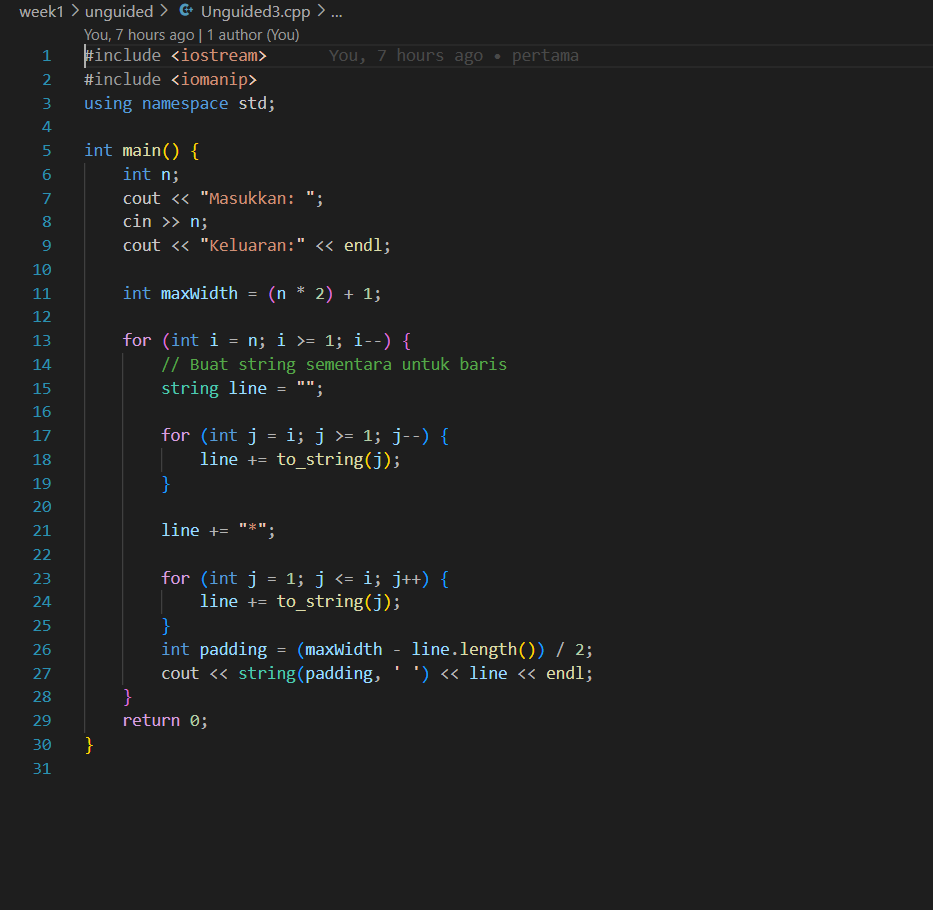 week1 > unguided > Unguided3.cpp > ...
You, 7 hours ago | 1 author (You)
1 #include <iostream> You, 7 hours ago • pertama
2 #include <iomanip>
3 using namespace std;
4
5 int main() {
6     int n;
7     cout << "Masukkan: ";
8     cin >> n;
9     cout << "Keluaran:" << endl;
10
11     int maxWidth = (n * 2) + 1;
12
13     for (int i = n; i >= 1; i--) {
14         // Buat string sementara untuk baris
15         string line = "";
16
17         for (int j = i; j >= 1; j--) {
18             line += to_string(j);
19         }
20
21         line += "*";
22
23         for (int j = 1; j <= i; j++) {
24             line += to_string(j);
25         }
26         int padding = (maxWidth - line.length()) / 2;
27         cout << string(padding, ' ') << line << endl;
28     }
29     return 0;
30 }
31